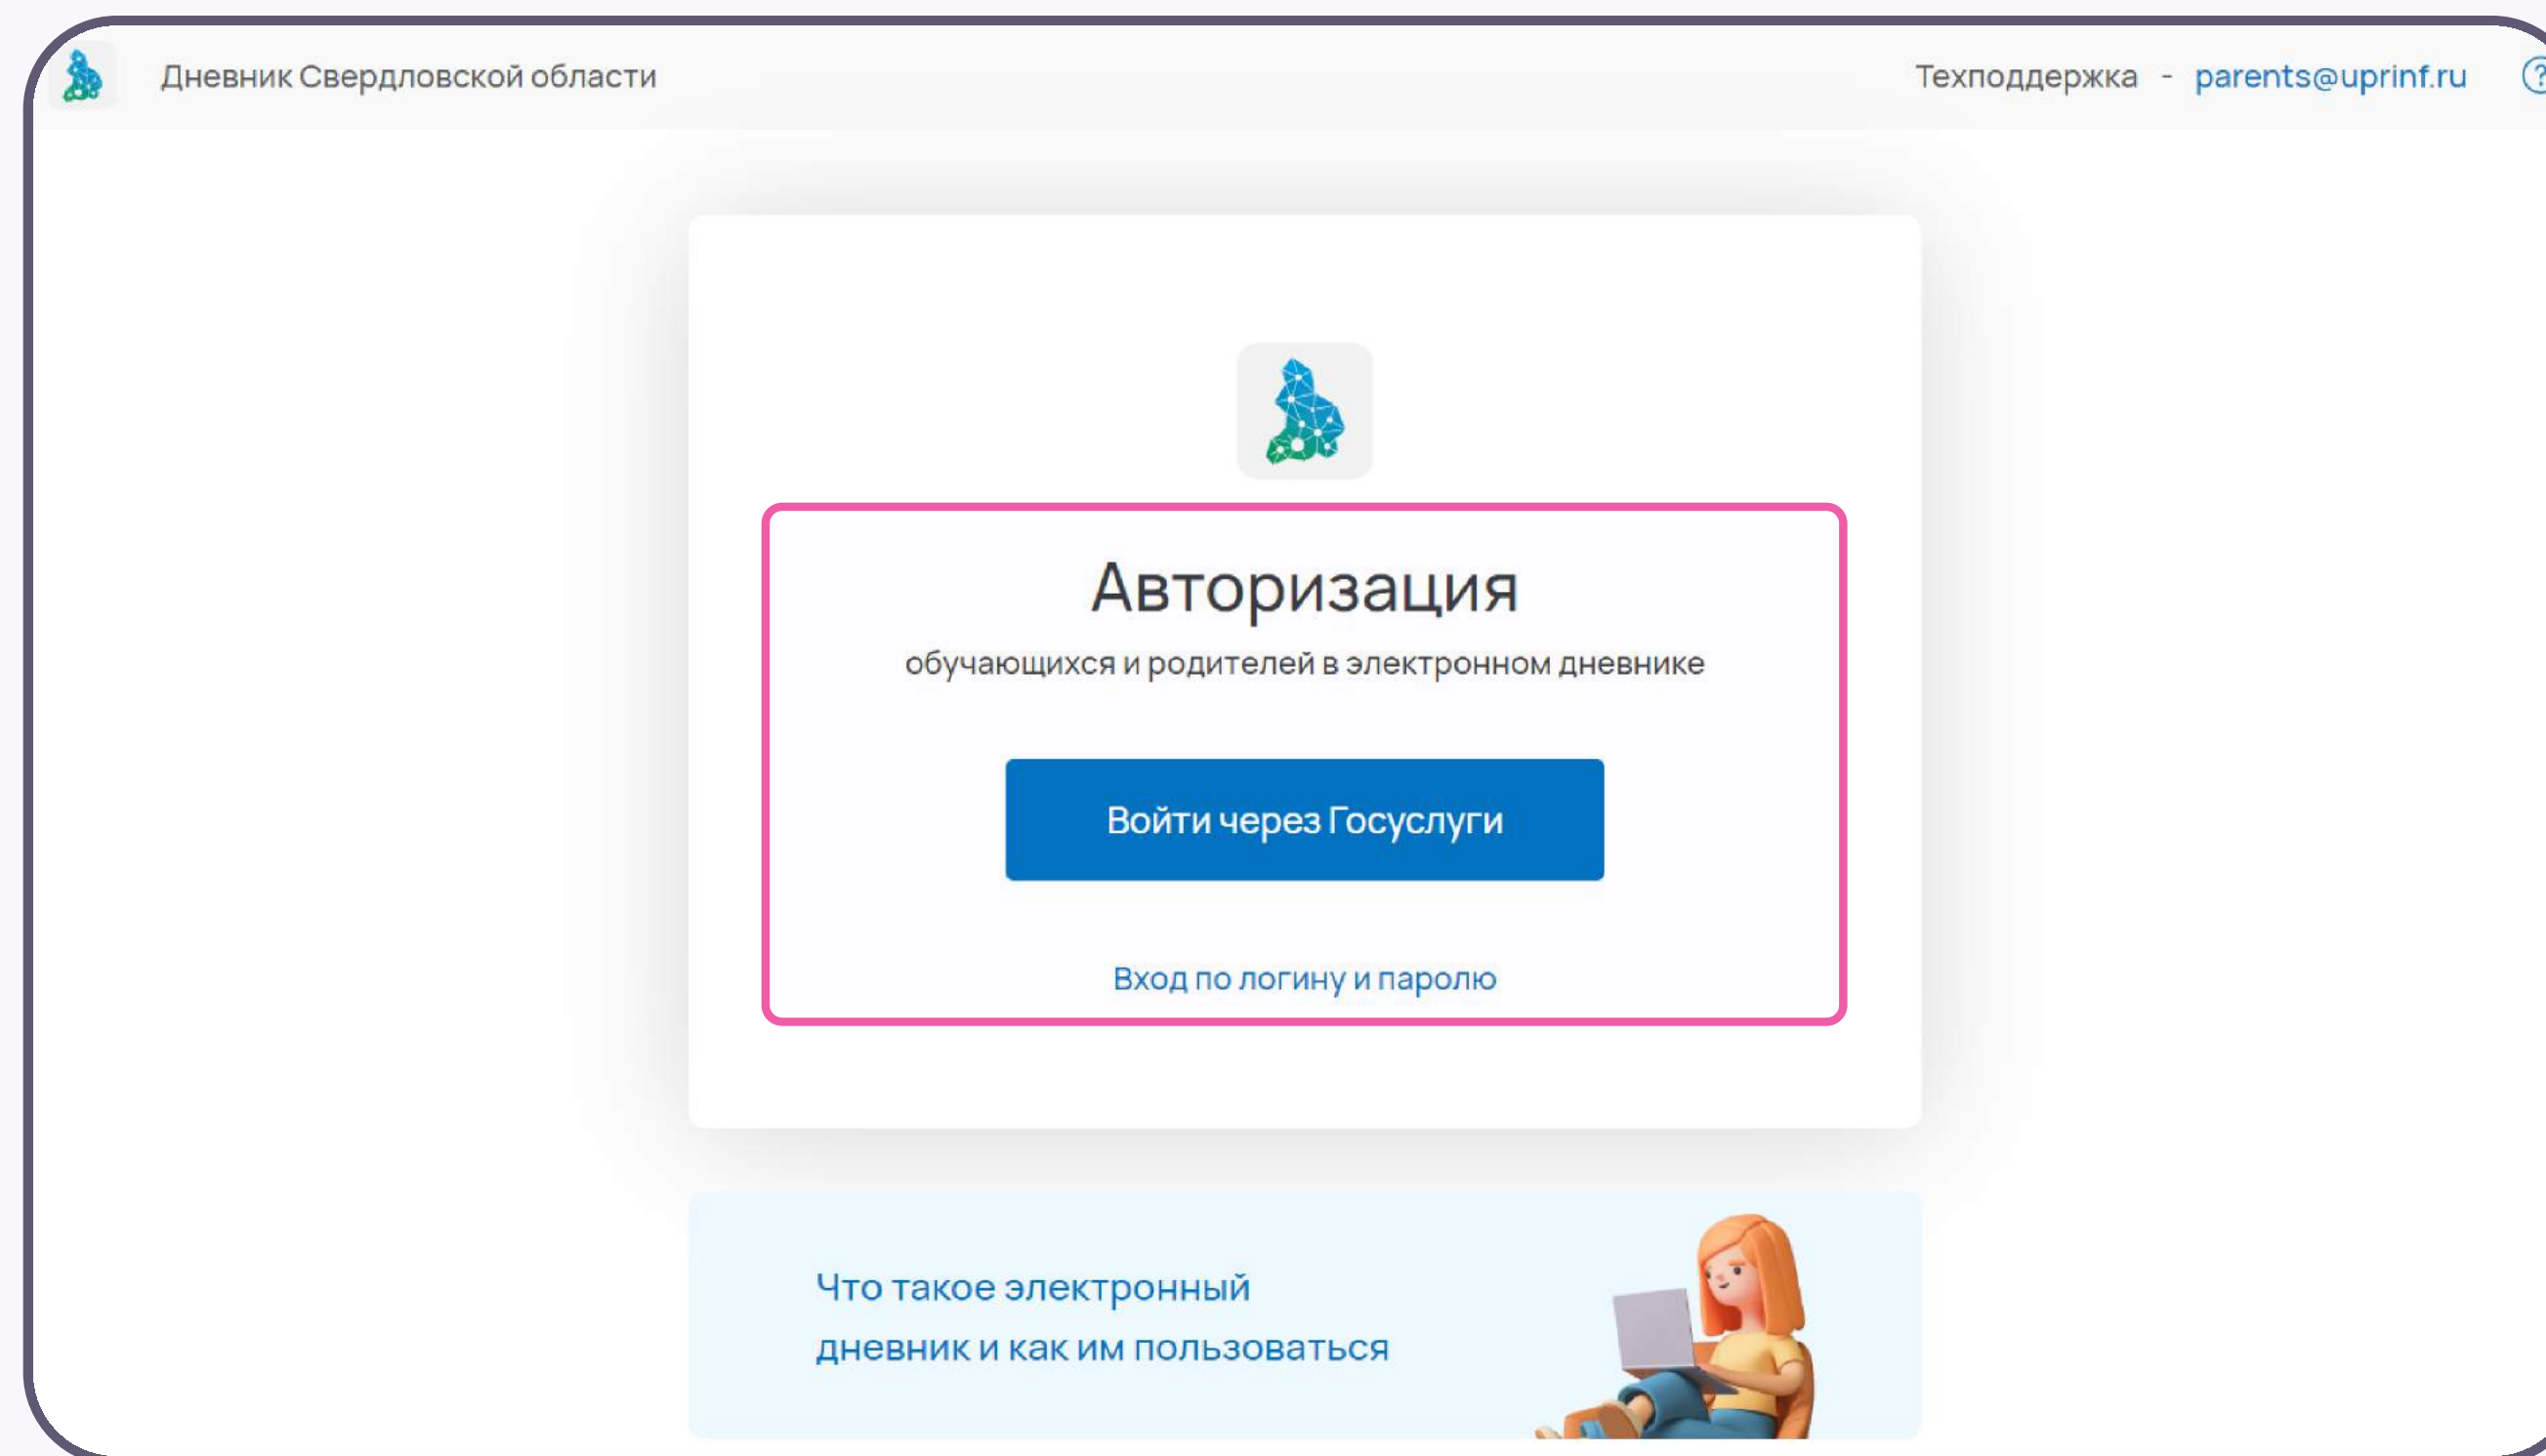 Дневник Свердловской области
Техподдержка - parents@uprinf.ru
Авторизация
обучающихся и родителей в электронном дневнике
Войти через Госуслуги
Вход по логину и паролю
Что такое электронный
дневник и как им пользоваться